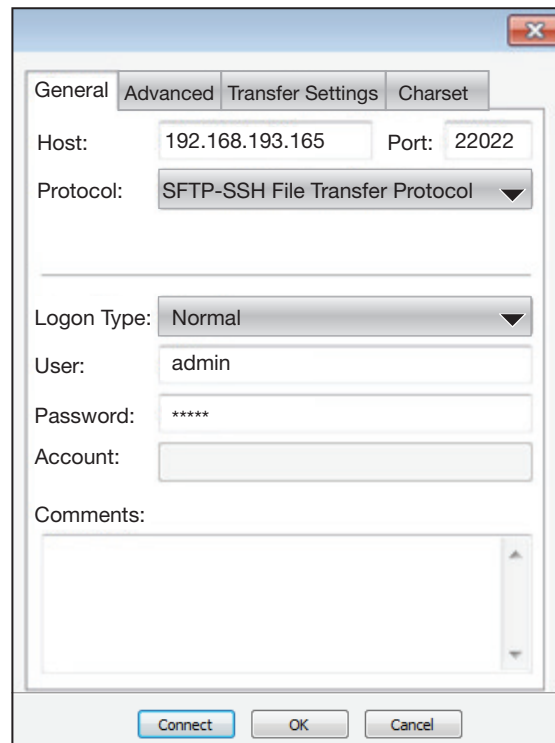 General Advanced Transfer Settings Charset
Host: 192.168.193.165 Port: 22022
Protocol: SFTP-SSH File Transfer Protocol
Logon Type: Normal
User: admin
Password: *****
Account:
Comments:
Connect OK Cancel